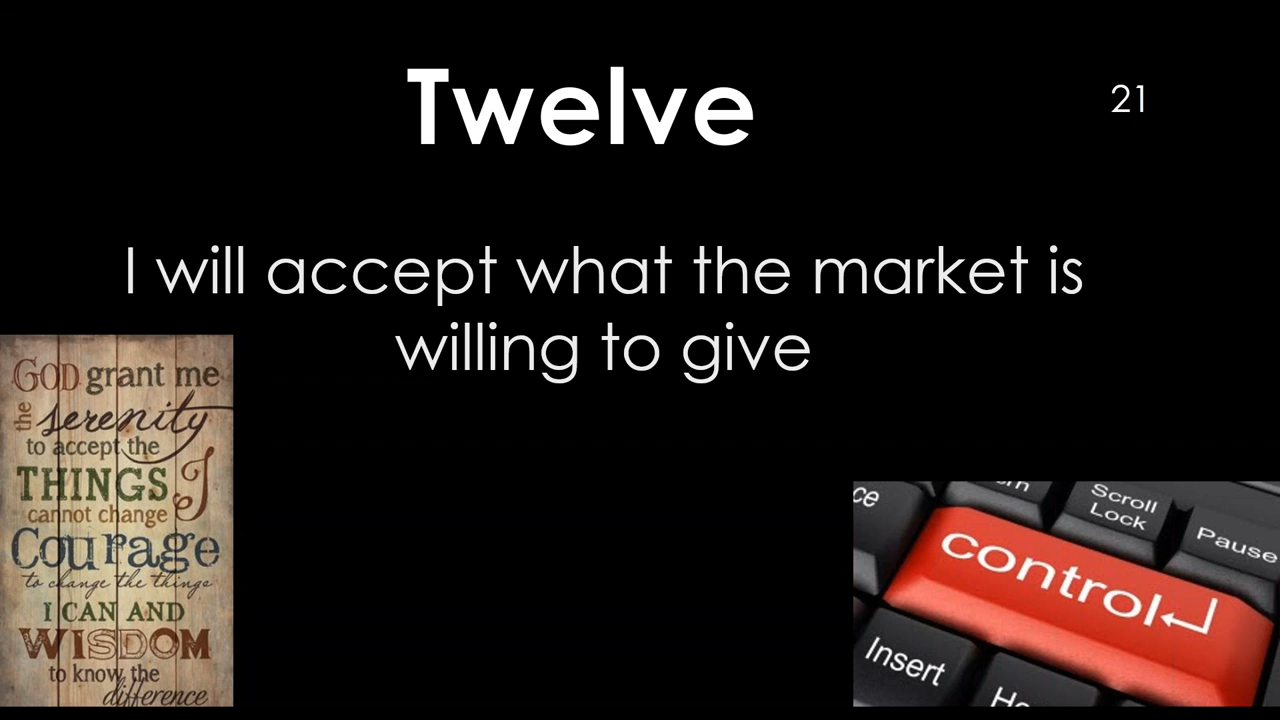 Twelve
21
I will accept what the market is
willing to give
GOD grant me
the serenity
to accept the
THINGS I
cannot change
Courage
to change the things
I CAN AND
WISDOM
to know the
difference
Scroll
Lock
Pause
control
Insert